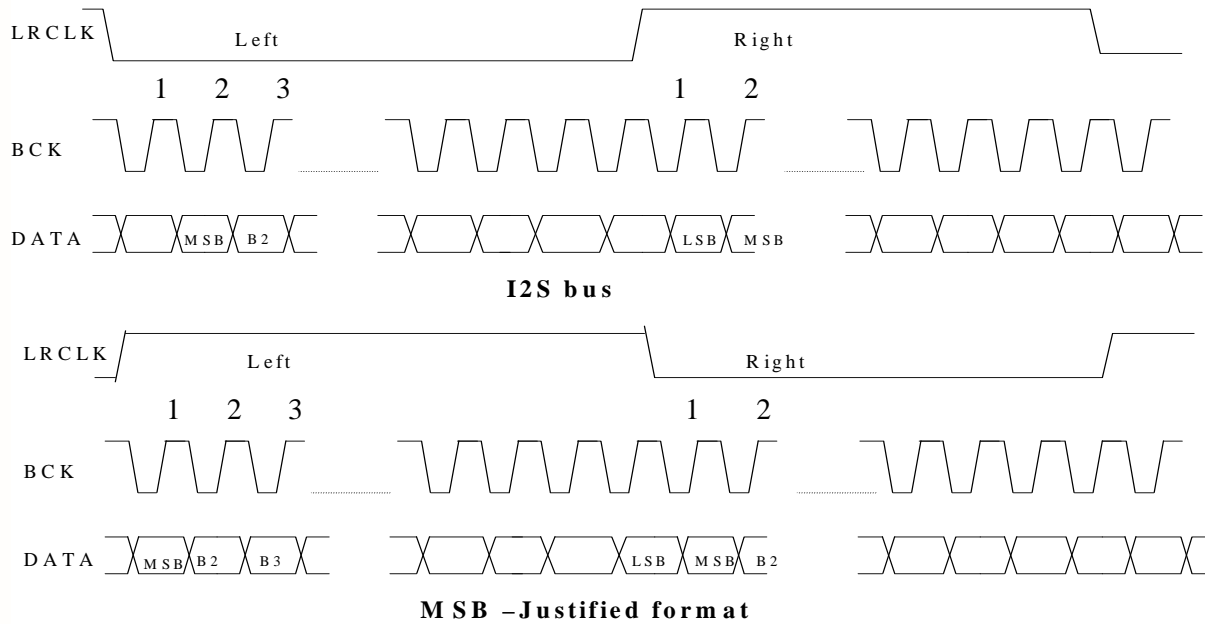 LRCLK
Left
Right
1 2 3 1 2
BCK
DATA
MSB B2 LSB MSB
I2S bus
LRCLK
Left
Right
1 2 3 1 2
BCK
DATA
MSB B2 B3 LSB MSB B2
MSB –Justified format